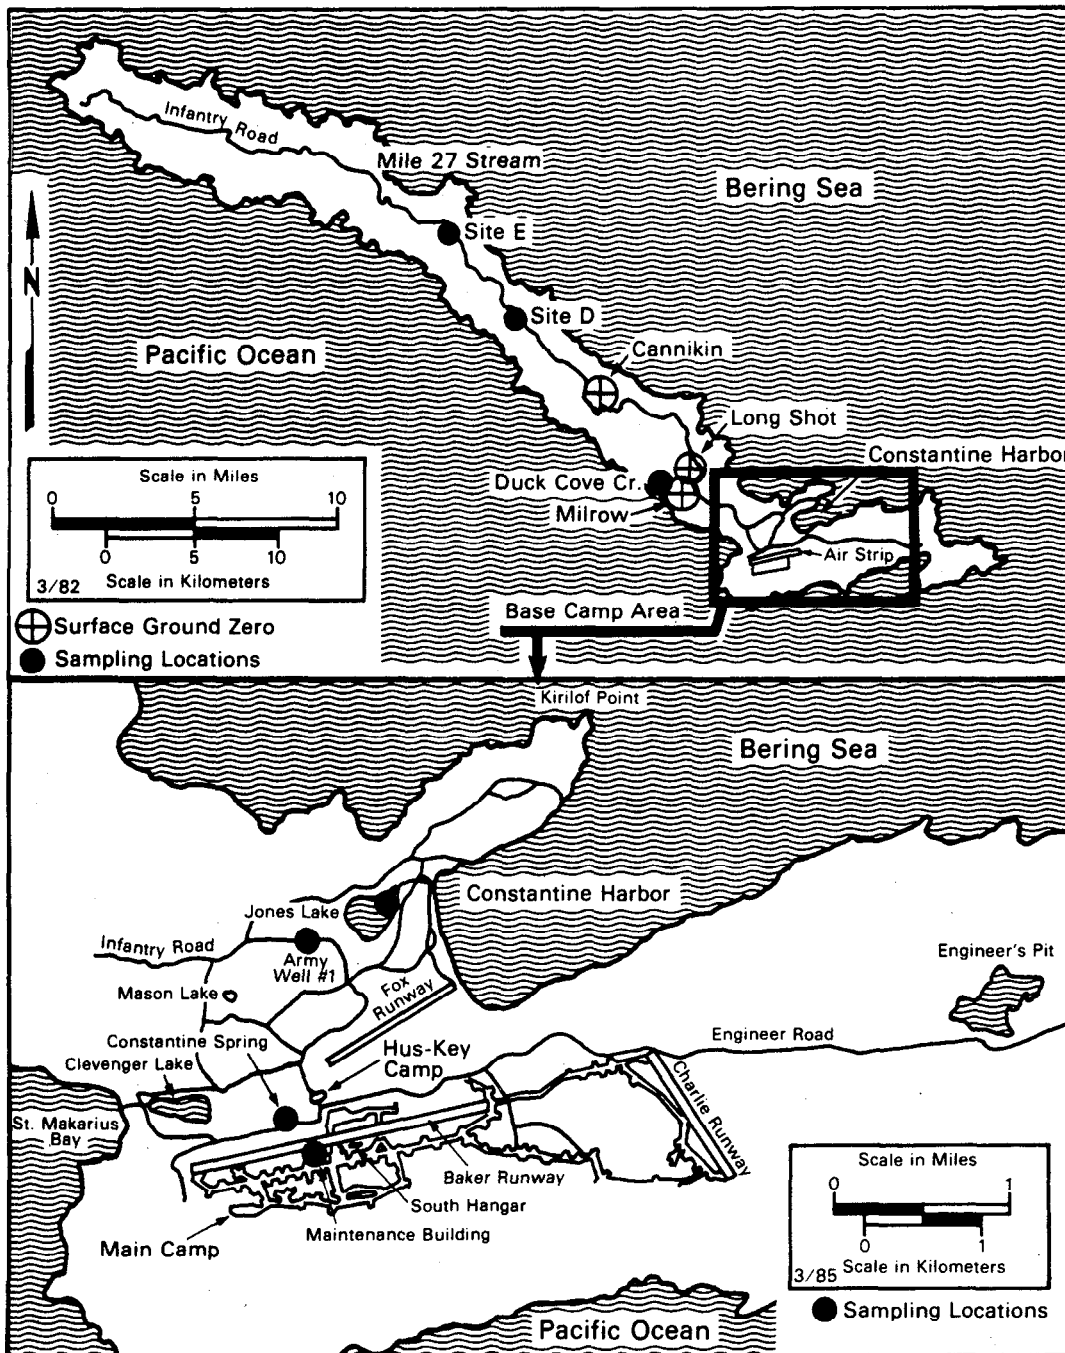 Infantry Road
Mile 27 Stream
Bering Sea
Site E
N
Site D
Pacific Ocean
Cannikin
Long Shot
Constantine Harbor
Duck Cove Cr.
Milrow
Air Strip
Scale in Miles
0 5 10
0 5 10
Scale in Kilometers
3/82
Base Camp Area
Surface Ground Zero
Sampling Locations
Kirilof Point
Bering Sea
Constantine Harbor
Jones Lake
Infantry Road
Army
Well #1
Engineer's Pit
Mason Lake
Fox
Runway
Constantine Spring
Engineer Road
Clevenger Lake
Hus-Key
Camp
Charlie Runway
St. Makarius
Bay
Baker Runway
South Hangar
Maintenance Building
Main Camp
Scale in Miles
0 1
0 1
Scale in Kilometers
3/85
Sampling Locations
Pacific Ocean